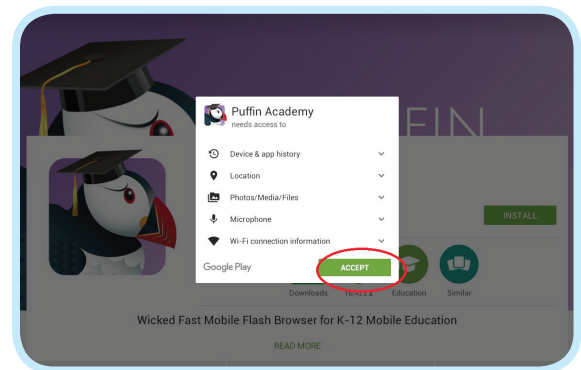 FIN
Puffin Academy
needs access to
Device & app history
Location
Photos/Media/Files
Microphone
Wi-Fi connection information
INSTALL
Google Play
ACCEPT
Downloads
Education
Similar
Wicked Fast Mobile Flash Browser for K-12 Mobile Education
READ MORE